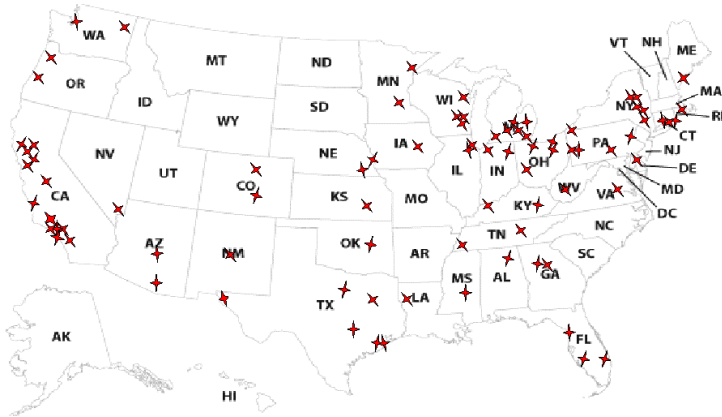 VT NH ME
WA
MT ND
MN
OR
ID
SD
WI
NY
MA
RI
WY
CT
NV
NE
IA
PA
NJ
UT
CO
IL
IN
OH
DE
CA
KS
MO
KY
WV
VA
MD
DC
AZ
NM
OK
AR
TN
NC
SC
TX
LA
MS
AL
GA
AK
FL
HI